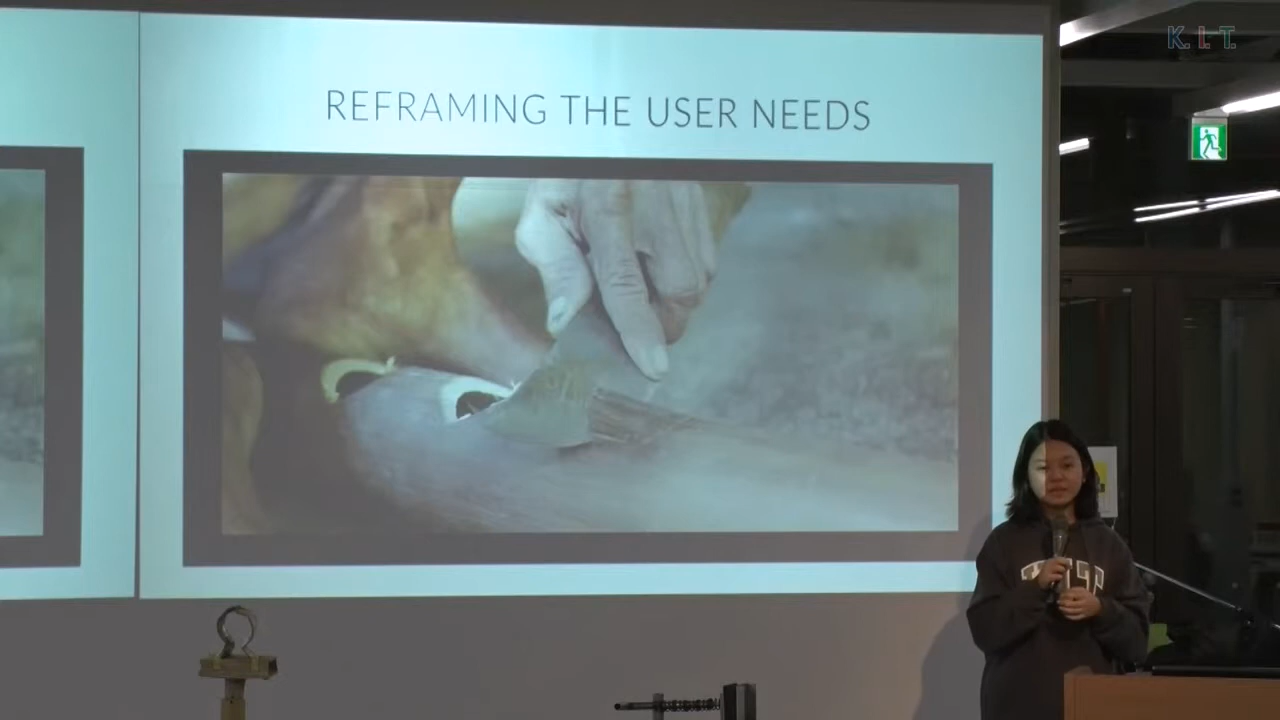 K. I. T.
REFRAMING THE USER NEEDS